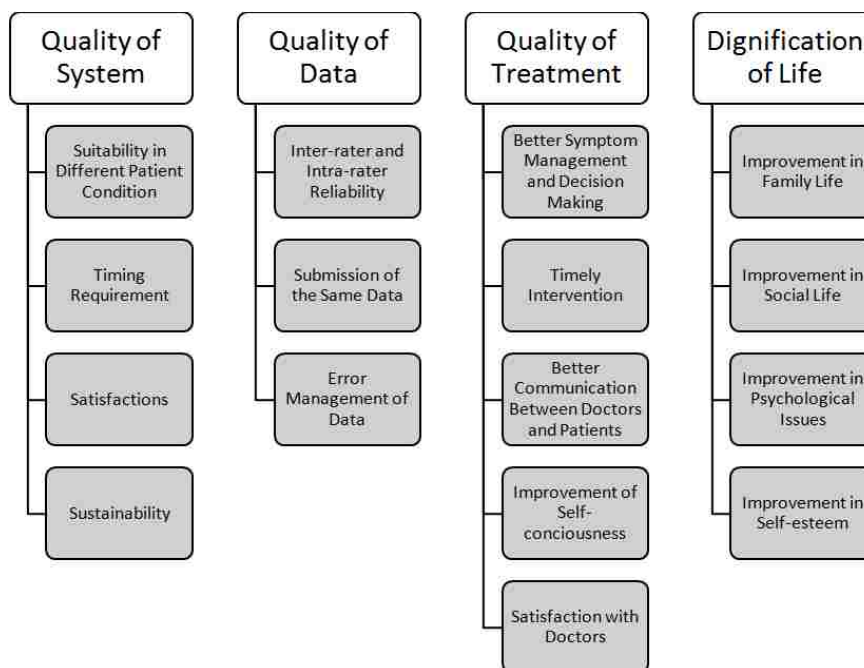 Quality of
System
Suitability in
Different Patient
Condition
Timing
Requirement
Satisfactions
Sustainability
Quality of
Data
Inter-rater and
Intra-rater
Reliability
Submission of
the Same Data
Error
Management of
Data
Quality of
Treatment
Better Symptom
Management
and Decision
Making
Timely
Intervention
Better
Communication
Between Doctors
and Patients
Improvement of
Self-
conciousness
Satisfaction with
Doctors
Dignification
of Life
Improvement in
Family Life
Improvement in
Social Life
Improvement in
Psychological
Issues
Improvement in
Self-esteem